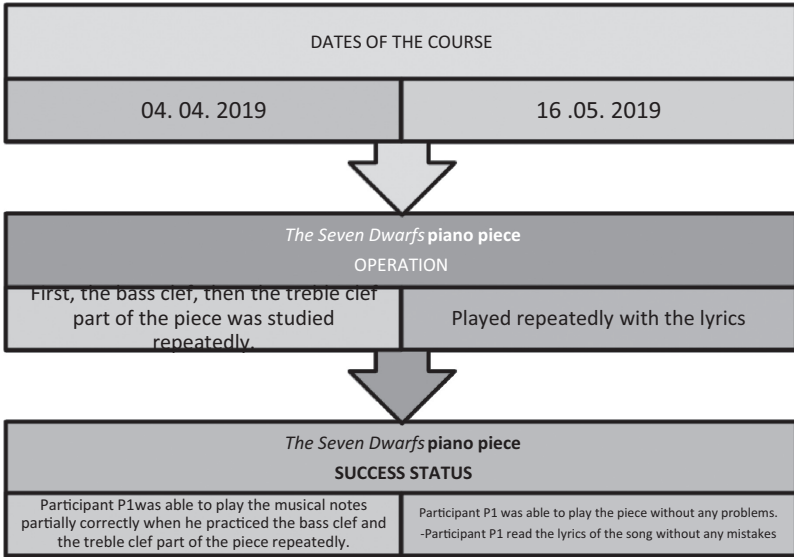 DATES OF THE COURSE
04. 04. 2019
16 .05. 2019
The Seven Dwarfs piano piece
OPERATION
First, the bass clef, then the treble clef
part of the piece was studied
repeatedly.
Played repeatedly with the lyrics
The Seven Dwarfs piano piece
SUCCESS STATUS
Participant P1was able to play the musical notes
partially correctly when he practiced the bass clef and
the treble clef part of the piece repeatedly.
Participant P1 was able to play the piece without any problems.
-Participant P1 read the lyrics of the song without any mistakes